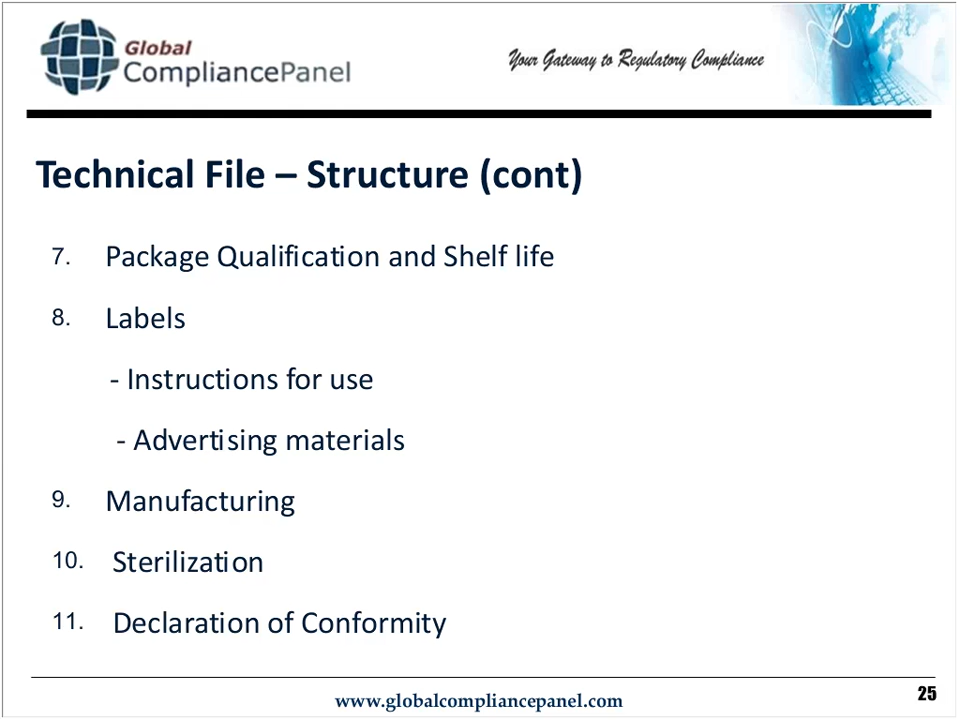 Global
CompliancePanel
Your Gateway to Regulatory Compliance
Technical File – Structure (cont)
7. Package Qualification and Shelf life
8. Labels
- Instructions for use
- Advertising materials
9. Manufacturing
10. Sterilization
11. Declaration of Conformity
www.globalcompliancepanel.com
25